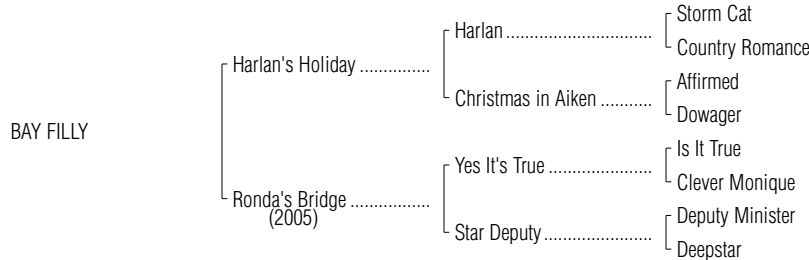 Storm Cat
Harlan ..............................
Country Romance
Harlan's Holiday ...............
Affirmed
Christmas in Aiken ...........
Dowager
BAY FILLY
Is It True
Yes It's True ......................
Clever Monique
Ronda's Bridge .................
(2005)
Deputy Minister
Star Deputy.......................
Deepstar